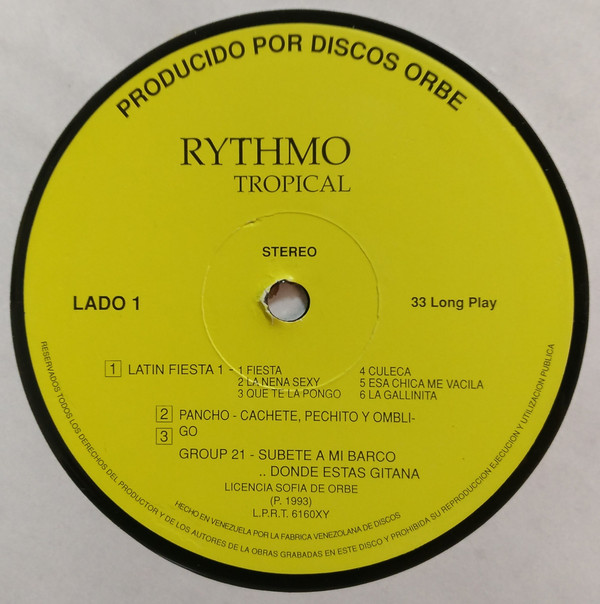 PRODUCIDO POR DISCOS ORBE
RYTHMO
TROPICAL
STEREO
LADO 1
33 Long Play
1 LATIN FIESTA 1 - 1 FIESTA 4 CULECA
2 LA NENA SEXY 5 ESA CHICA ME VACILA
3 QUE TE LA PONGO 6 LA GALLINITA
2 PANCHO - CACHETE, PECHITO Y OMBLI-
3 GO
GROUP 21 - SUBETE A MI BARCO
.. DONDE ESTAS GITANA
LICENCIA SOFIA DE ORBE
(P. 1993)
L.P.R.T. 6160XY
HECHO EN VENEZUELA POR LA FABRICA VENEZOLANA DE DISCOS
RESERVADOS TODOS LOS DERECHOS DEL PRODUCTOR Y DE LOS AUTORES DE LA OBRAS GRABADAS EN ESTE DISCO Y PROHIBIDA SU REPRODUCCION EJECUCION Y UTILIZACION PUBLICA